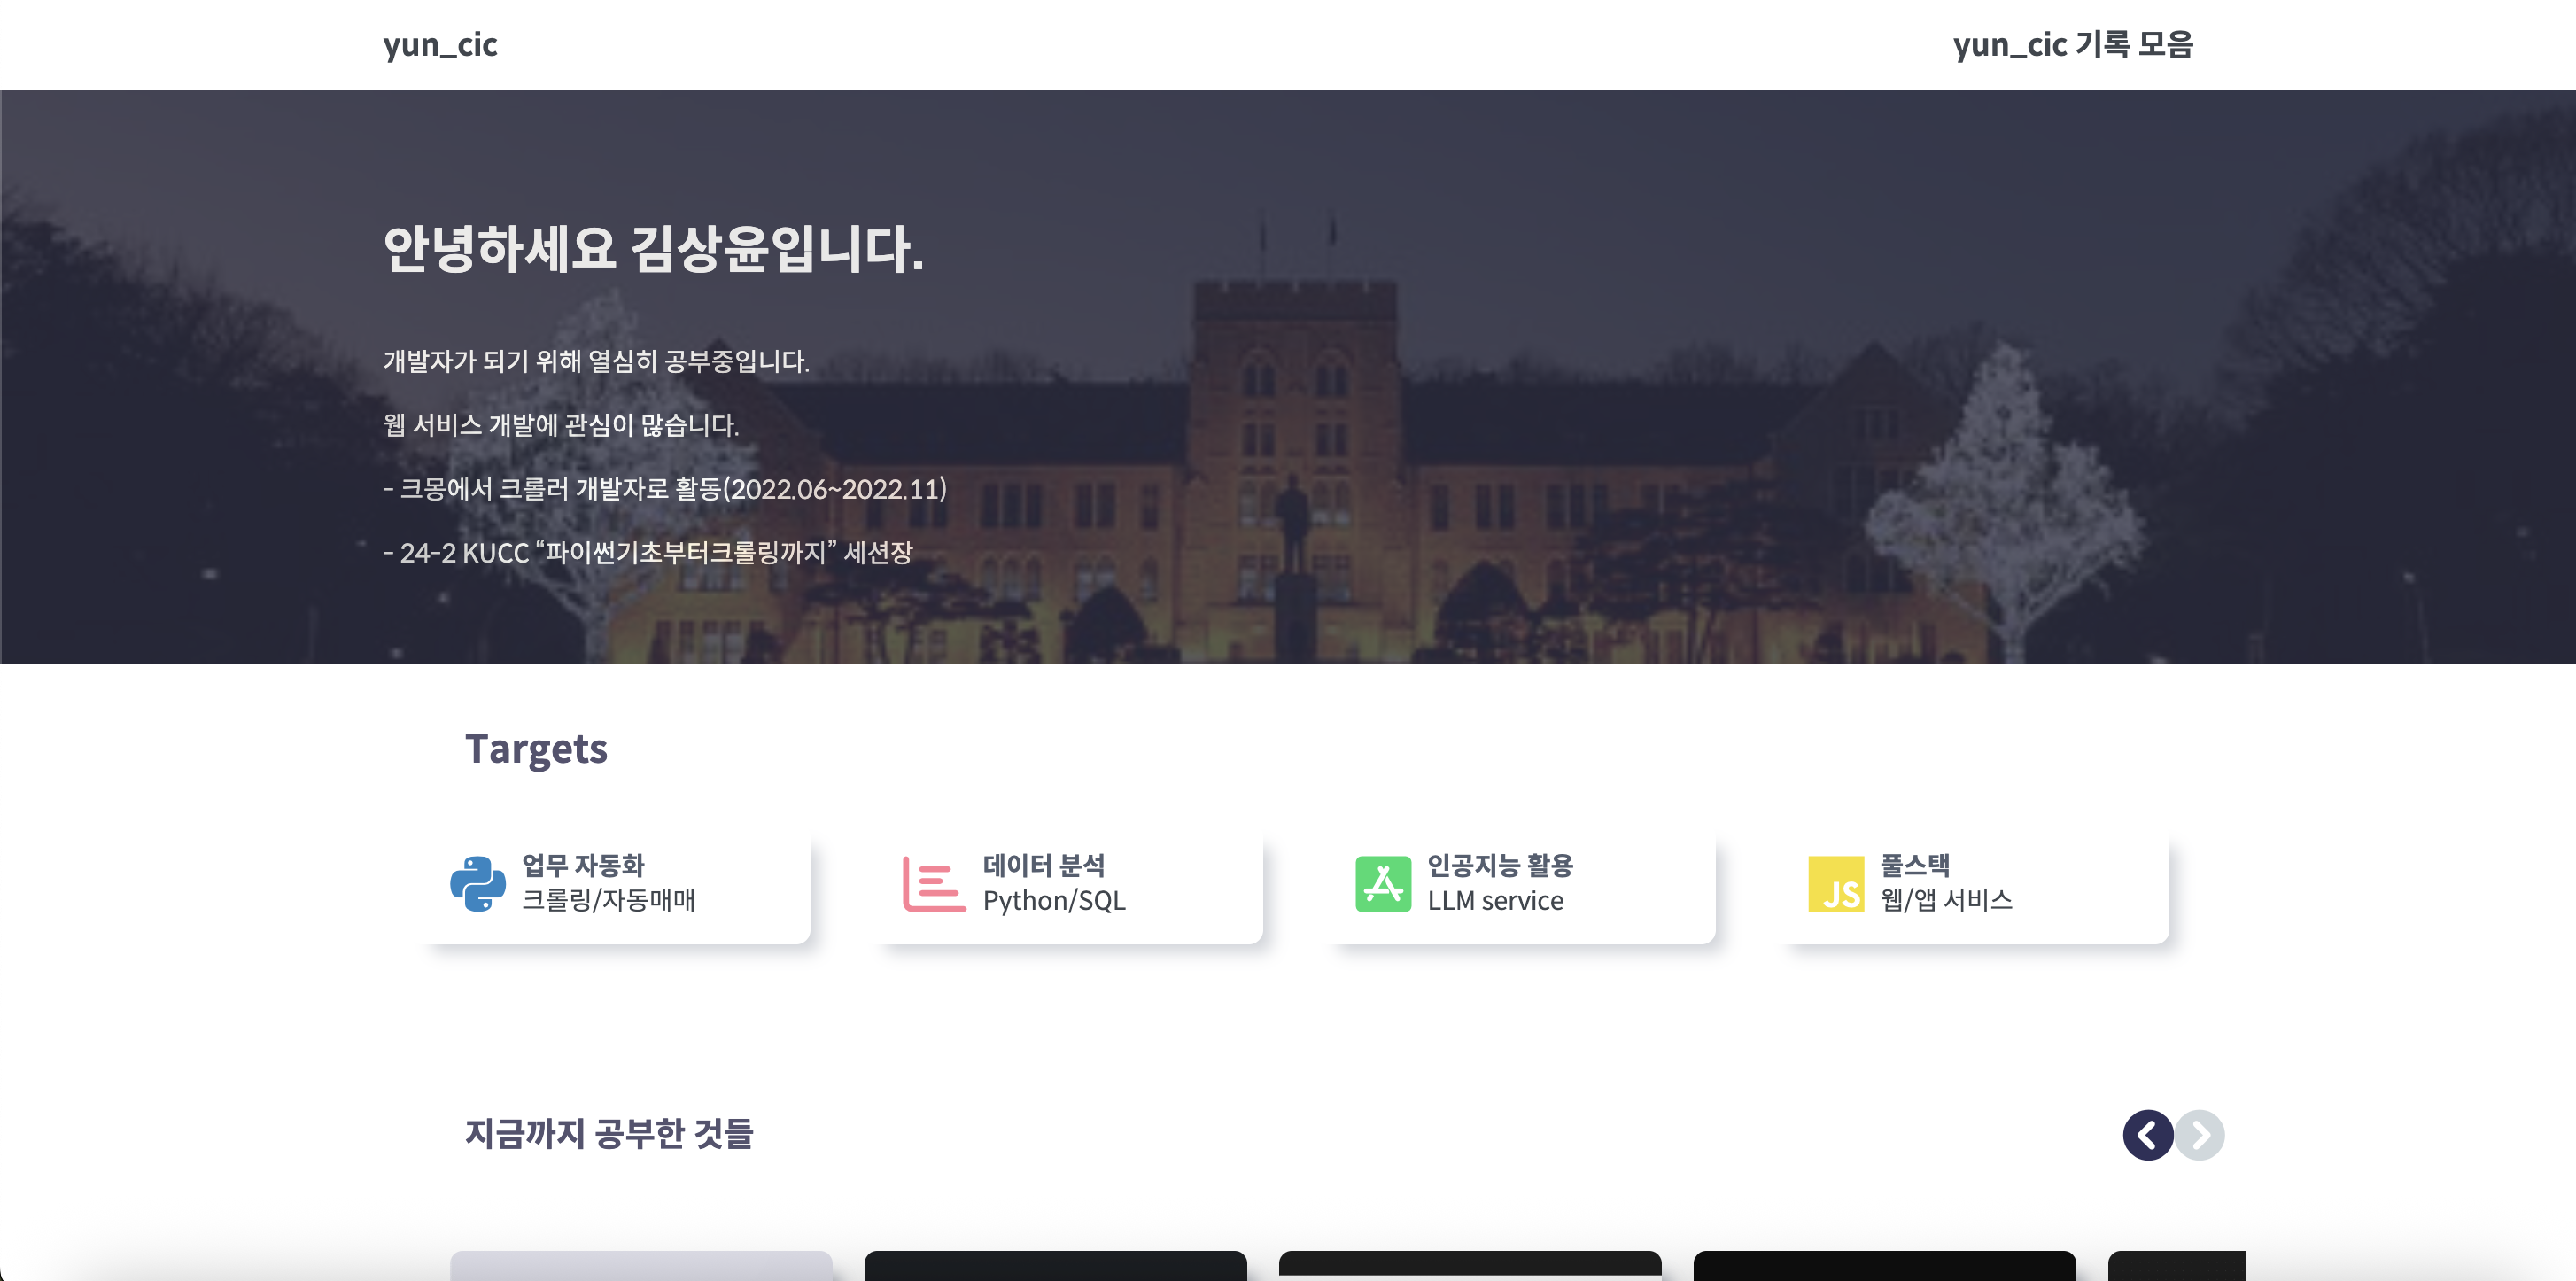 yun_cic
yun_cic 기록 모음
안녕하세요 김상윤입니다.
개발자가 되기 위해 열심히 공부중입니다.
웹 서비스 개발에 관심이 많습니다.
- 크몽에서 크롤러 개발자로 활동(2022.06~2022.11)
- 24-2 KUCC “파이썬기초부터크롤링까지” 세션장
Targets
업무 자동화
크롤링/자동매매
데이터 분석
Python/SQL
인공지능 활용
LLM service
JS
풀스택
웹/앱 서비스
지금까지 공부한 것들